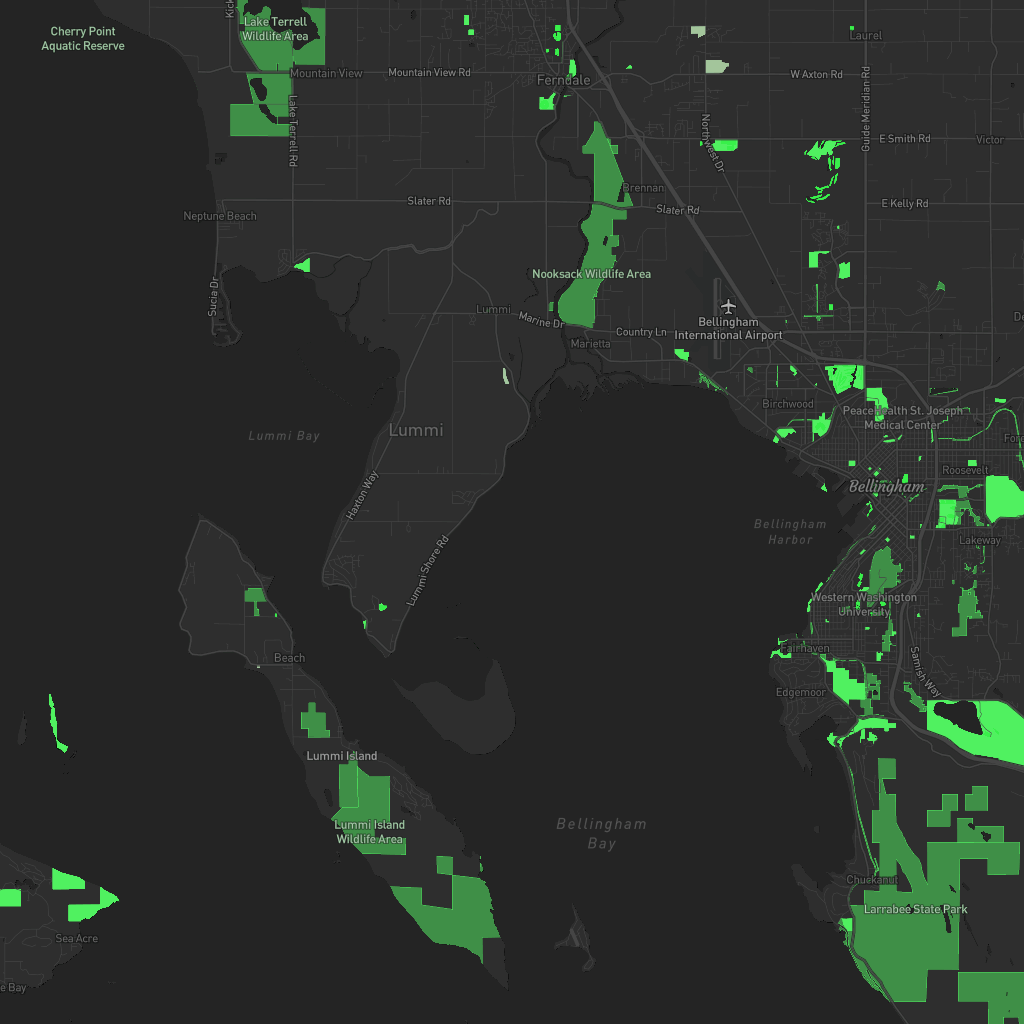 Cherry Point
Aquatic Reserve
Lake Terrell
Wildlife Area
Mountain View
Mountain View Rd
Lake Terrell Rd
Ferndale
Laurel
W Axton Rd
Guide Meridian Rd
Northwest Dr
E Smith Rd
Victor
Brennan
Slater Rd
Slater Rd
E Kelly Rd
Neptune Beach
Sucia Dr
Nooksack Wildlife Area
Lummi
Marine Dr
Country Ln
Marietta
Bellingham
International Airport
Birchwood
PeaceHealth St. Joseph
Medical Center
Lummi Bay
Lummi
Haxton Way
Lummi Shore Rd
Roosevelt
Bellingham
Bellingham
Harbor
Lakeway
Western Washington
University
Fairhaven
Samish Way
Edgemoor
Beach
Lummi Island
Lummi Island
Wildlife Area
Bellingham
Bay
Chuckanut
Larrabee State Park
Sea Acre
Bay